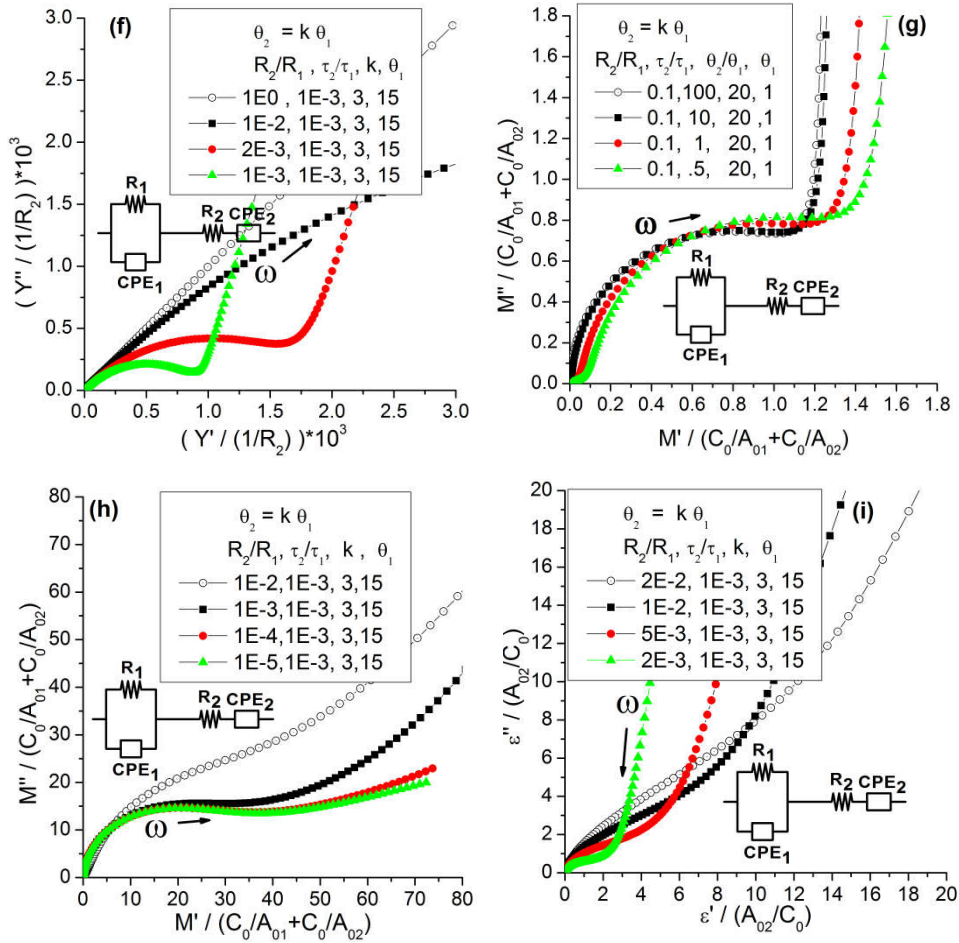 (f)
θ₂ = k θ₁
R₂/R₁ , τ₂/τ₁, k, θ₁
1E0 , 1E-3, 3, 15
1E-2, 1E-3, 3, 15
2E-3, 1E-3, 3, 15
1E-3, 1E-3, 3, 15
3.0
2.5
2.0
1.5
1.0
0.5
0.0
( Y'' / (1/R₂) )*10³
R₁
R₂ CPE₂
CPE₁
ω
0.0 0.5 1.0 1.5 2.0 2.5 3.0
( Y' / (1/R₂) )*10³
(g)
θ₂ = k θ₁
R₂/R₁, τ₂/τ₁, θ₂/θ₁, θ₁
0.1,100, 20, 1
0.1, 10, 20 ,1
0.1, 1, 20 ,1
0.1, .5, 20, 1
1.8
1.6
1.4
1.2
1.0
0.8
0.6
0.4
0.2
0.0
M'' / (C₀/A₀₁+C₀/A₀₂)
ω
R₁
R₂ CPE₂
CPE₁
0.0 0.2 0.4 0.6 0.8 1.0 1.2 1.4 1.6 1.8
M' / (C₀/A₀₁+C₀/A₀₂)
(h)
θ₂ = k θ₁
R₂/R₁, τ₂/τ₁, k , θ₁
1E-2,1E-3, 3,15
1E-3,1E-3, 3,15
1E-4,1E-3, 3,15
1E-5,1E-3, 3,15
80
70
60
50
40
30
20
10
0
M'' / (C₀/A₀₁+C₀/A₀₂)
R₁
R₂ CPE₂
CPE₁
ω
0 10 20 30 40 50 60 70 80
M' / (C₀/A₀₁+C₀/A₀₂)
(i)
θ₂ = k θ₁
R₂/R₁, τ₂/τ₁, k, θ₁
2E-2, 1E-3, 3, 15
1E-2, 1E-3, 3, 15
5E-3, 1E-3, 3, 15
2E-3, 1E-3, 3, 15
20
18
16
14
12
10
8
6
4
2
0
ε'' / (A₀₂/C₀)
ω
R₁
R₂ CPE₂
CPE₁
0 2 4 6 8 10 12 14 16 18 20
ε' / (A₀₂/C₀)